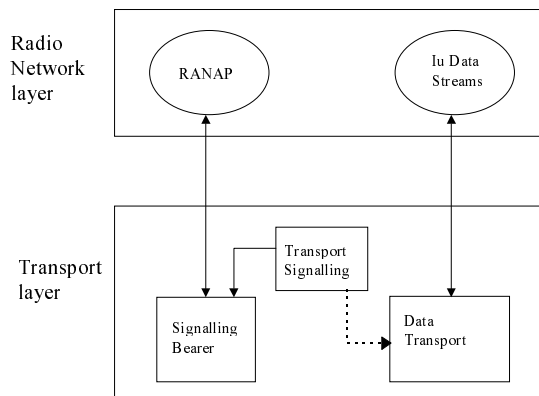 Radio
Network
layer
RANAP
Iu Data
Streams
Transport
layer
Transport
Signalling
Signalling
Bearer
Data
Transport